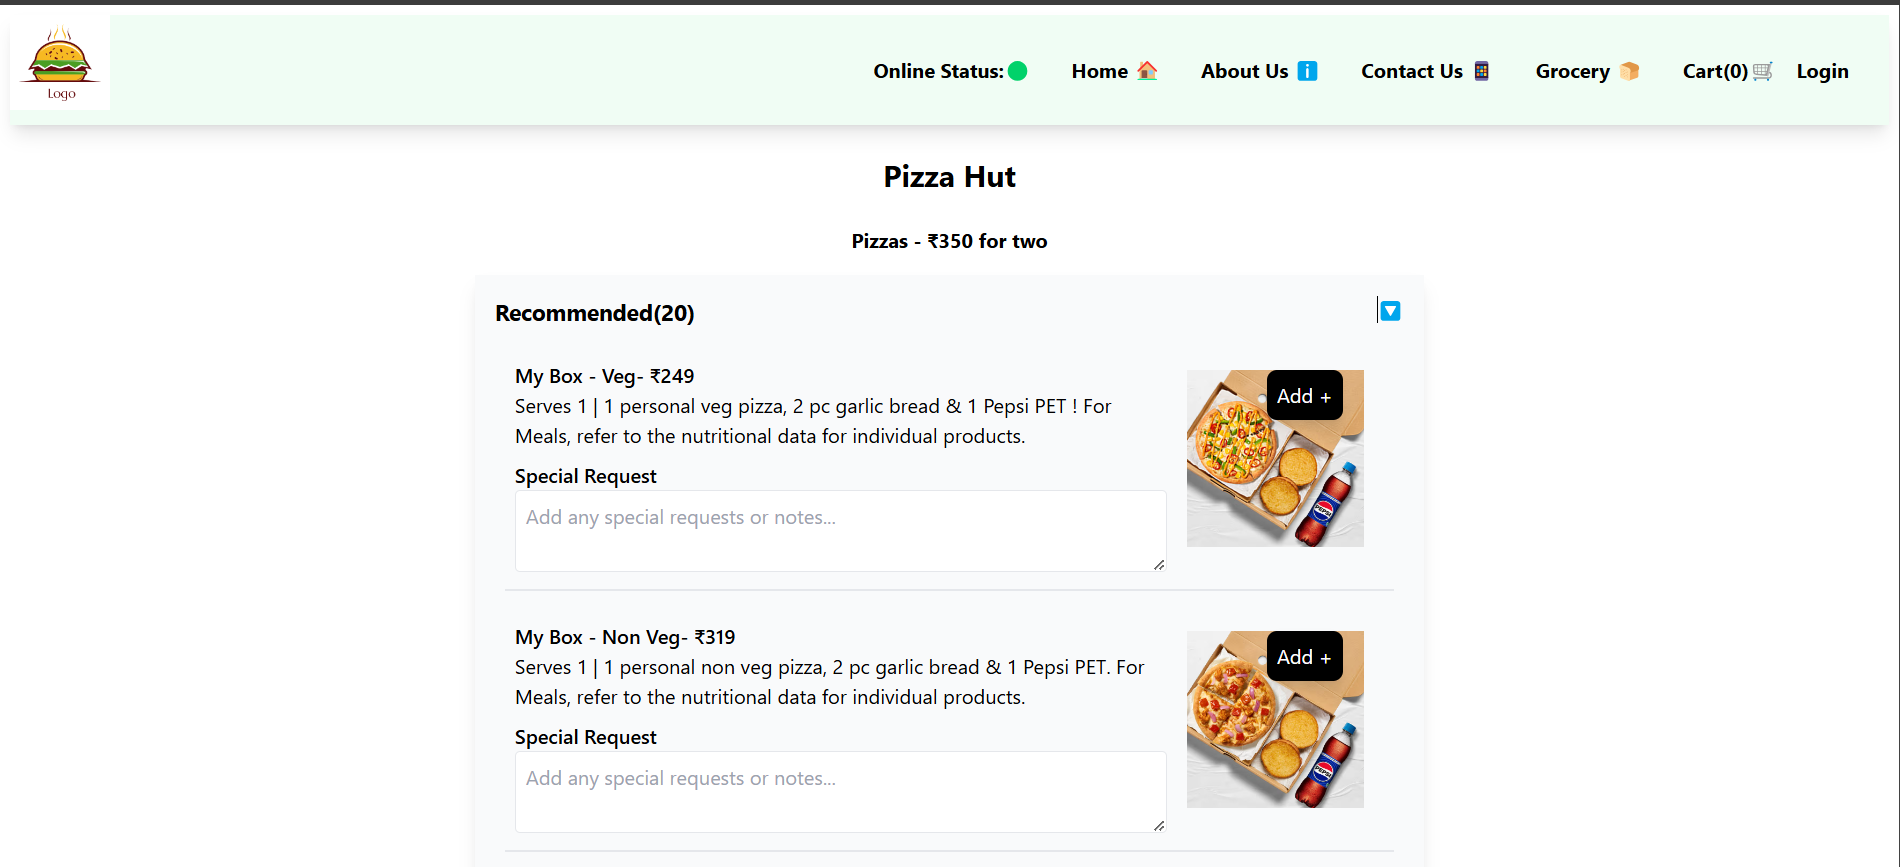 Logo
Online Status:
Home
About Us
Contact Us
Grocery
Cart(0)
Login
Pizza Hut
Pizzas - ₹350 for two
Recommended(20)
My Box - Veg- ₹249
Serves 1 | 1 personal veg pizza, 2 pc garlic bread & 1 Pepsi PET ! For
Meals, refer to the nutritional data for individual products.
Add +
pepsi
Special Request
Add any special requests or notes...
My Box - Non Veg- ₹319
Serves 1 | 1 personal non veg pizza, 2 pc garlic bread & 1 Pepsi PET. For
Meals, refer to the nutritional data for individual products.
Add +
pepsi
Special Request
Add any special requests or notes...